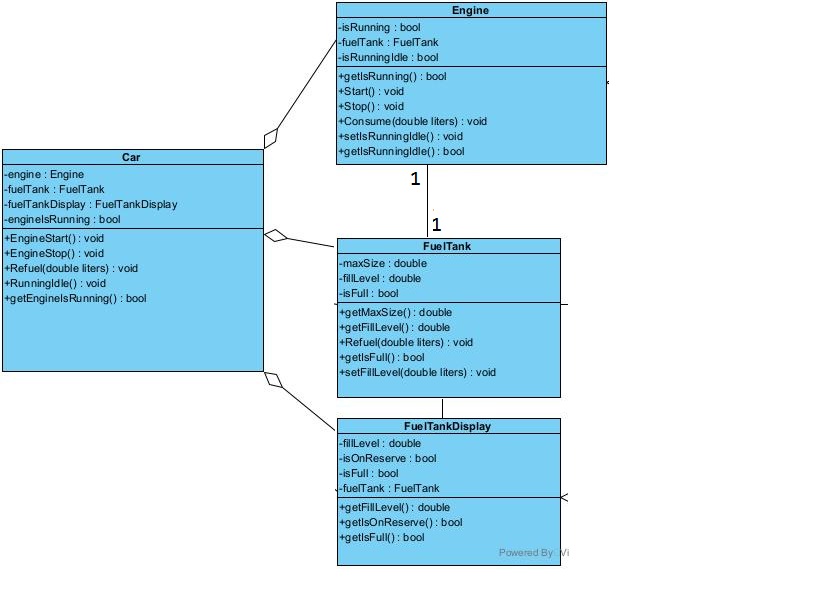 Engine
-isRunning : bool
-fuelTank : FuelTank
-isRunningIdle : bool
+getIsRunning() : bool
+Start() : void
+Stop() : void
+Consume(double liters) : void
+setIsRunningIdle() : void
+getIsRunningIdle() : bool
Car
-engine : Engine
-fuelTank : FuelTank
-fuelTankDisplay : FuelTankDisplay
-engineIsRunning : bool
+EngineStart() : void
+EngineStop() : void
+Refuel(double liters) : void
+RunningIdle() : void
+getEngineIsRunning() : bool
1
1
FuelTank
-maxSize : double
-fillLevel : double
-isFull : bool
+getMaxSize() : double
+getFillLevel() : double
+Refuel(double liters) : void
+getIsFull() : bool
+setFillLevel(double liters) : void
FuelTankDisplay
-fillLevel : double
-isOnReserve : bool
-isFull : bool
-fuelTank : FuelTank
+getFillLevel() : double
+getIsOnReserve() : bool
+getIsFull() : bool
Powered By Vi